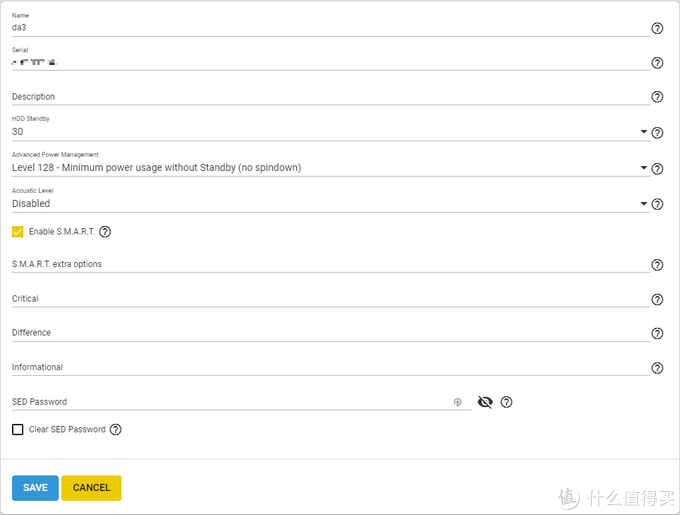 Name
da3
Serial
Description
HDD Standby
30
Advanced Power Management
Level 128 - Minimum power usage without Standby (no spindown)
Acoustic Level
Disabled
Enable S.M.A.R.T.
S.M.A.R.T. extra options
Critical
Difference
Informational
SED Password
Clear SED Password
SAVE CANCEL
值 什么值得买